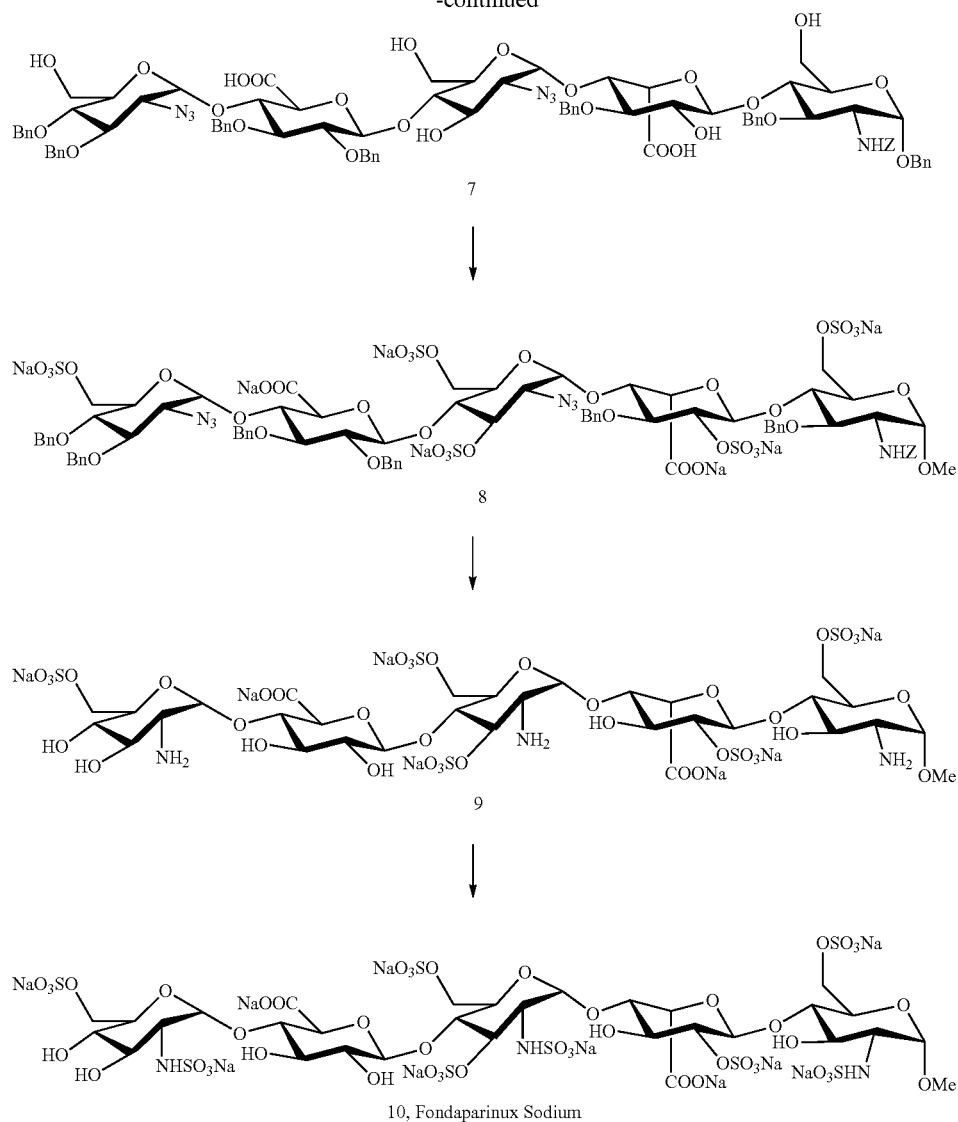 -continued
OH
HO
O
HO
O
HOOC
O
N₃
O
O
O
O
N₃
O
BnO
BnO
BnO
OBn
HO
BnO
OH
COOH
BnO
NHZ
OBn
7
OSO₃Na
NaO₃SO
O
NaO₃SO
O
NaO₂C
O
N₃
O
O
O
O
N₃
O
BnO
BnO
BnO
OBn
NaO₃SO
BnO
OSO₃Na
COONa
BnO
NHZ
OMe
8
OSO₃Na
NaO₃SO
O
NaO₃SO
O
NaO₂C
O
O
O
O
O
O
HO
HO
NH₂
HO
OH
NaO₃SO
NH₂
HO
OSO₃Na
COONa
HO
NH₂
OMe
9
OSO₃Na
NaO₃SO
O
NaO₃SO
O
NaO₂C
O
O
O
O
O
O
HO
HO
NHSO₃Na
HO
OH
NaO₃SO
NHSO₃Na
HO
OSO₃Na
COONa
HO
NaO₃SHN
OMe
10, Fondaparinux Sodium